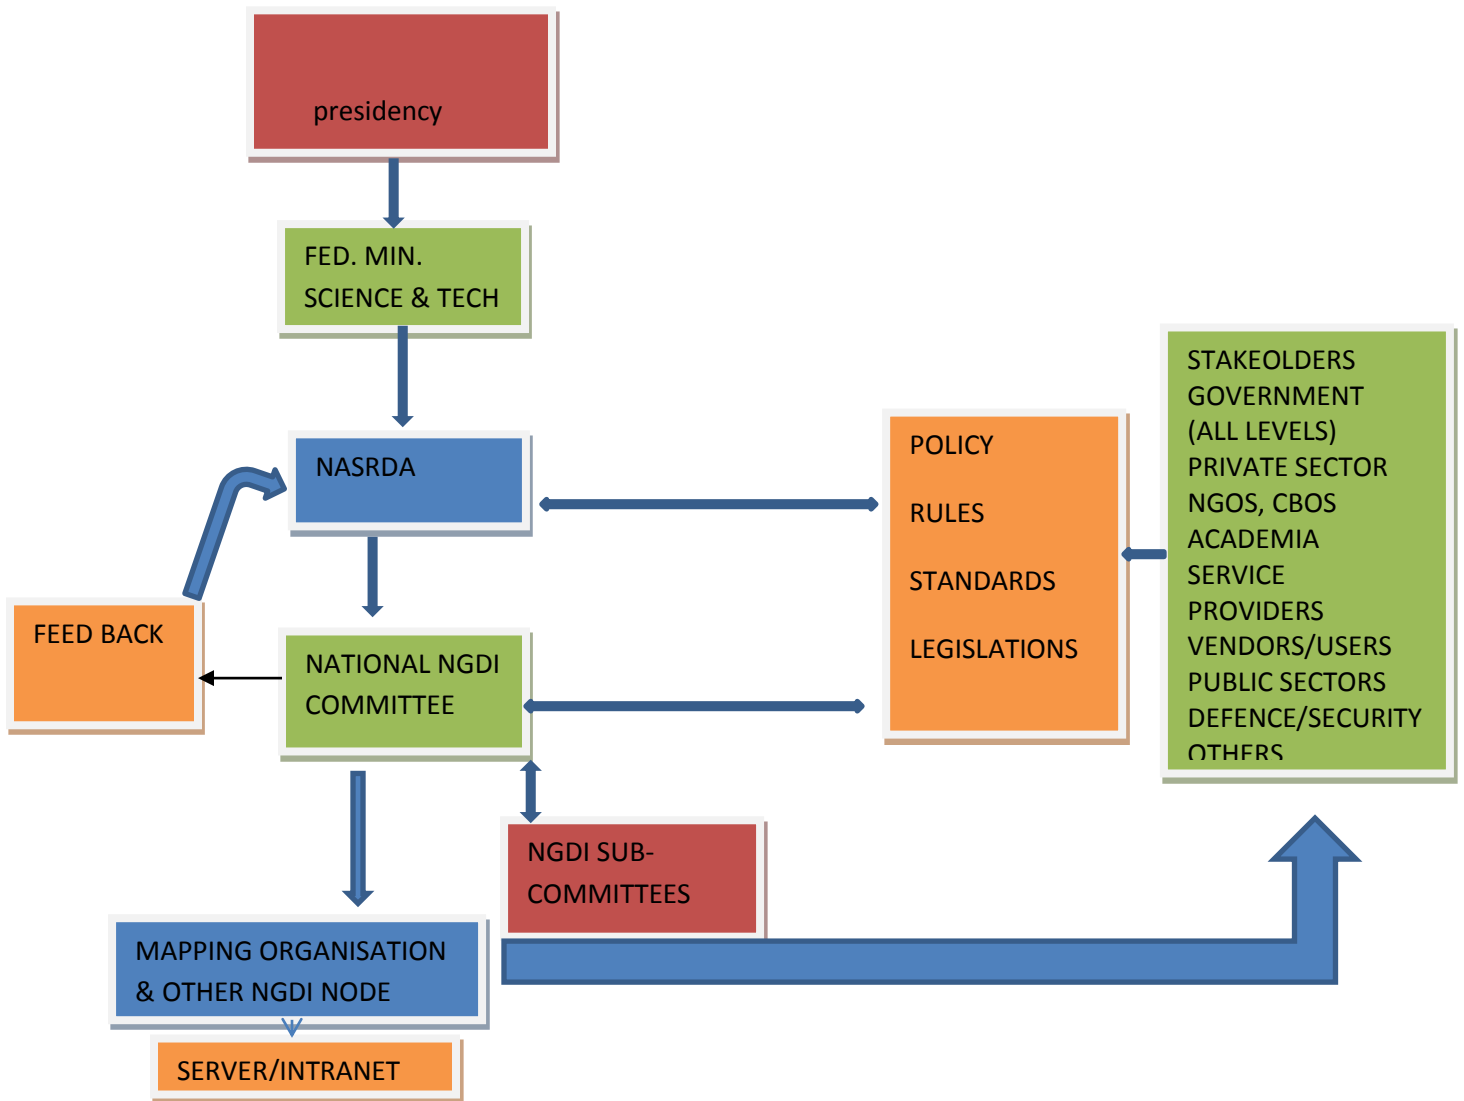 presidency
FED. MIN.
SCIENCE & TECH
NASRDA
FEED BACK
NATIONAL NGDI
COMMITTEE
NGDI SUB-
COMMITTEES
MAPPING ORGANISATION
& OTHER NGDI NODE
SERVER/INTRANET
POLICY
RULES
STANDARDS
LEGISLATIONS
STAKEOLDERS
GOVERNMENT
(ALL LEVELS)
PRIVATE SECTOR
NGOS, CBOS
ACADEMIA
SERVICE
PROVIDERS
VENDORS/USERS
PUBLIC SECTORS
DEFENCE/SECURITY
OTHERS